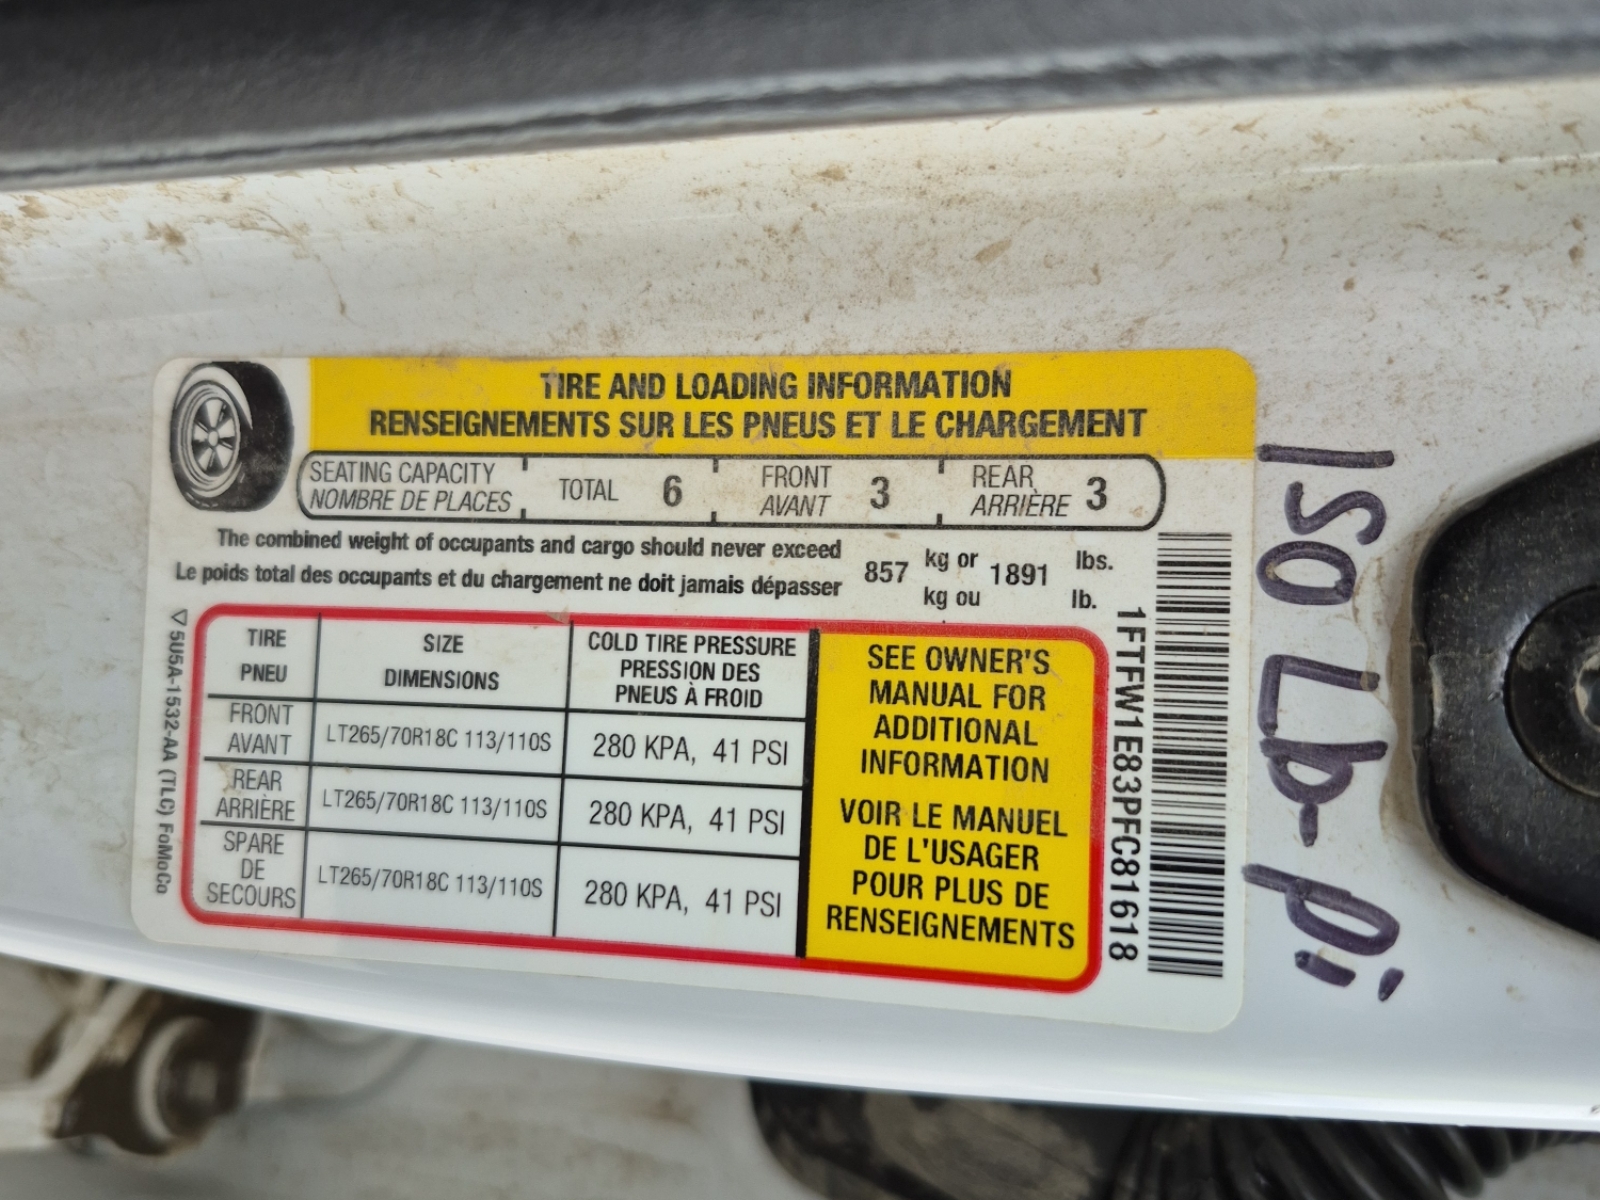 TIRE AND LOADING INFORMATION
RENSEIGNEMENTS SUR LES PNEUS ET LE CHARGEMENT
SEATING CAPACITY TOTAL 6 FRONT 3 REAR 3
NOMBRE DE PLACES AVANT ARRIÈRE
The combined weight of occupants and cargo should never exceed 857 kg or 1891 lbs.
Le poids total des occupants et du chargement ne doit jamais dépasser kg ou lb.
TIRE SIZE COLD TIRE PRESSURE
PNEU DIMENSIONS PRESSION DES
PNEUS À FROID
FRONT
AVANT LT265/70R18C 113/110S 280 KPA, 41 PSI
REAR
ARRIÈRE LT265/70R18C 113/110S 280 KPA, 41 PSI
SPARE
DE
SECOURS LT265/70R18C 113/110S 280 KPA, 41 PSI
SEE OWNER'S
MANUAL FOR
ADDITIONAL
INFORMATION
VOIR LE MANUEL
DE L'USAGER
POUR PLUS DE
RENSEIGNEMENTS
5U5A-1532-AA (TLC) FoMoCo
1FTFW1E83PFC81618
150 Lb-pi